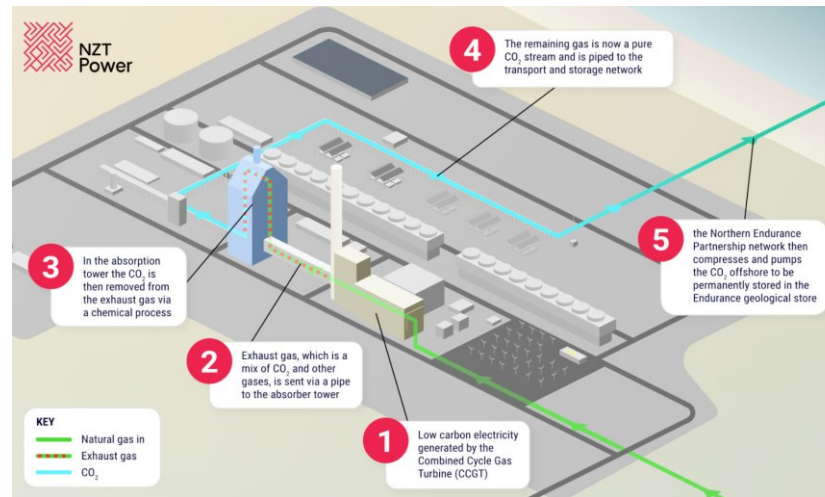 NZT
Power
4
The remaining gas is now a pure
CO₂ stream and is piped to the
transport and storage network
5
the Northern Endurance
Partnership network then
compresses and pumps
the CO₂ offshore to be
permanently stored in the
Endurance geological store
3
In the absorption
tower the CO₂ is
then removed from
the exhaust gas via
a chemical process
2
Exhaust gas, which is a
mix of CO₂ and other
gases, is sent via a pipe
to the absorber tower
1
Low carbon electricity
generated by the
Combined Cycle Gas
Turbine (CCGT)
KEY
Natural gas in
Exhaust gas
CO₂